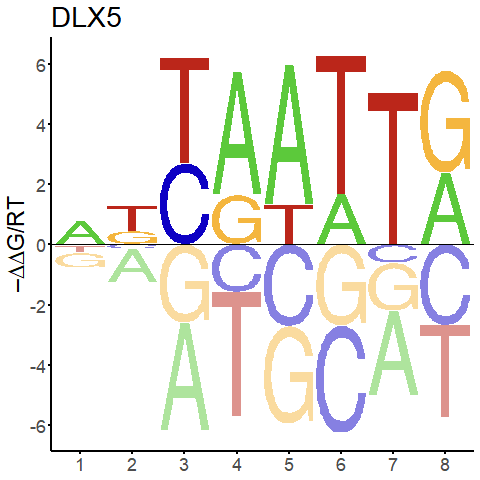 DLX5
−ΔΔG/RT
6
4
2
0
-2
-4
-6
A T T A A T T G
T G C G T A A
T G G C C G C C
G A A T G C G T
A
1 2 3 4 5 6 7 8